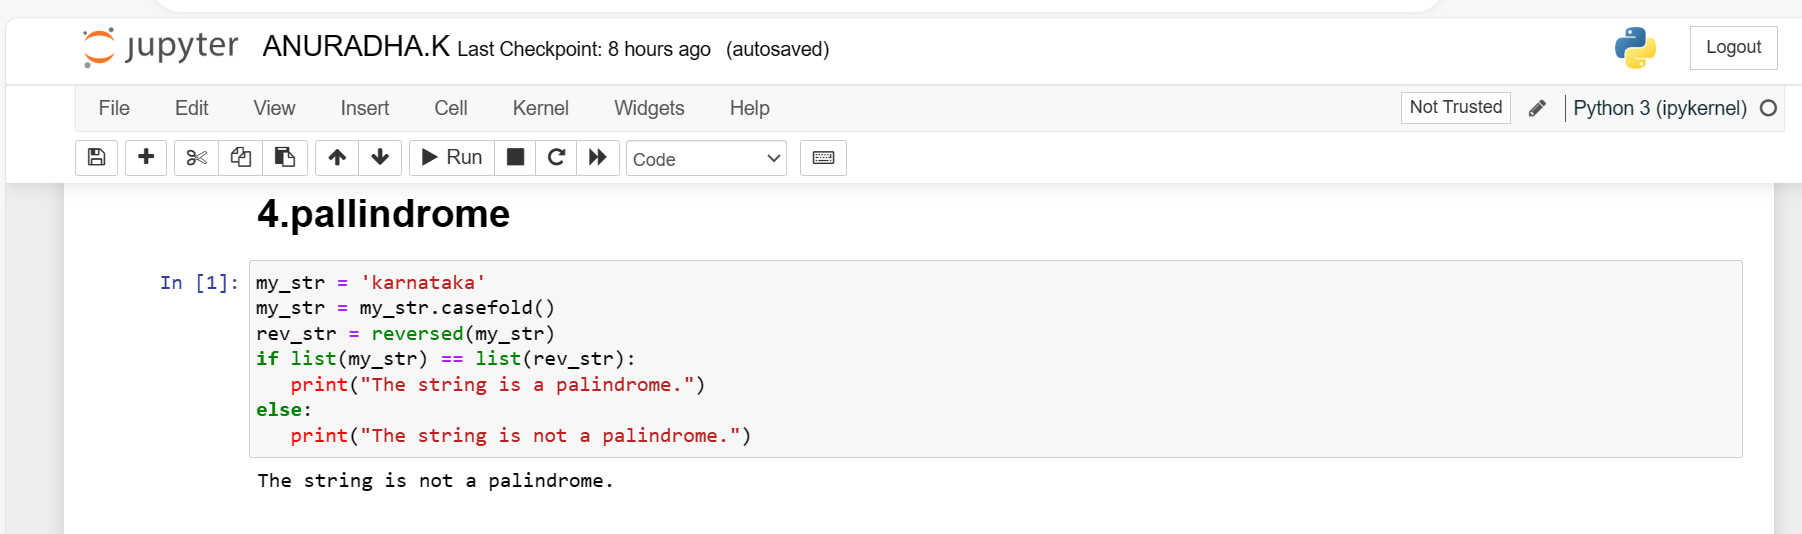 jupyter ANURADHA.K Last Checkpoint: 8 hours ago (autosaved) Logout
File Edit View Insert Cell Kernel Widgets Help Not Trusted Python 3 (ipykernel)
Run Code
4.pallindrome
In [1]: my_str = 'karnataka'
my_str = my_str.casefold()
rev_str = reversed(my_str)
if list(my_str) == list(rev_str):
   print("The string is a palindrome.")
else:
   print("The string is not a palindrome.")
The string is not a palindrome.